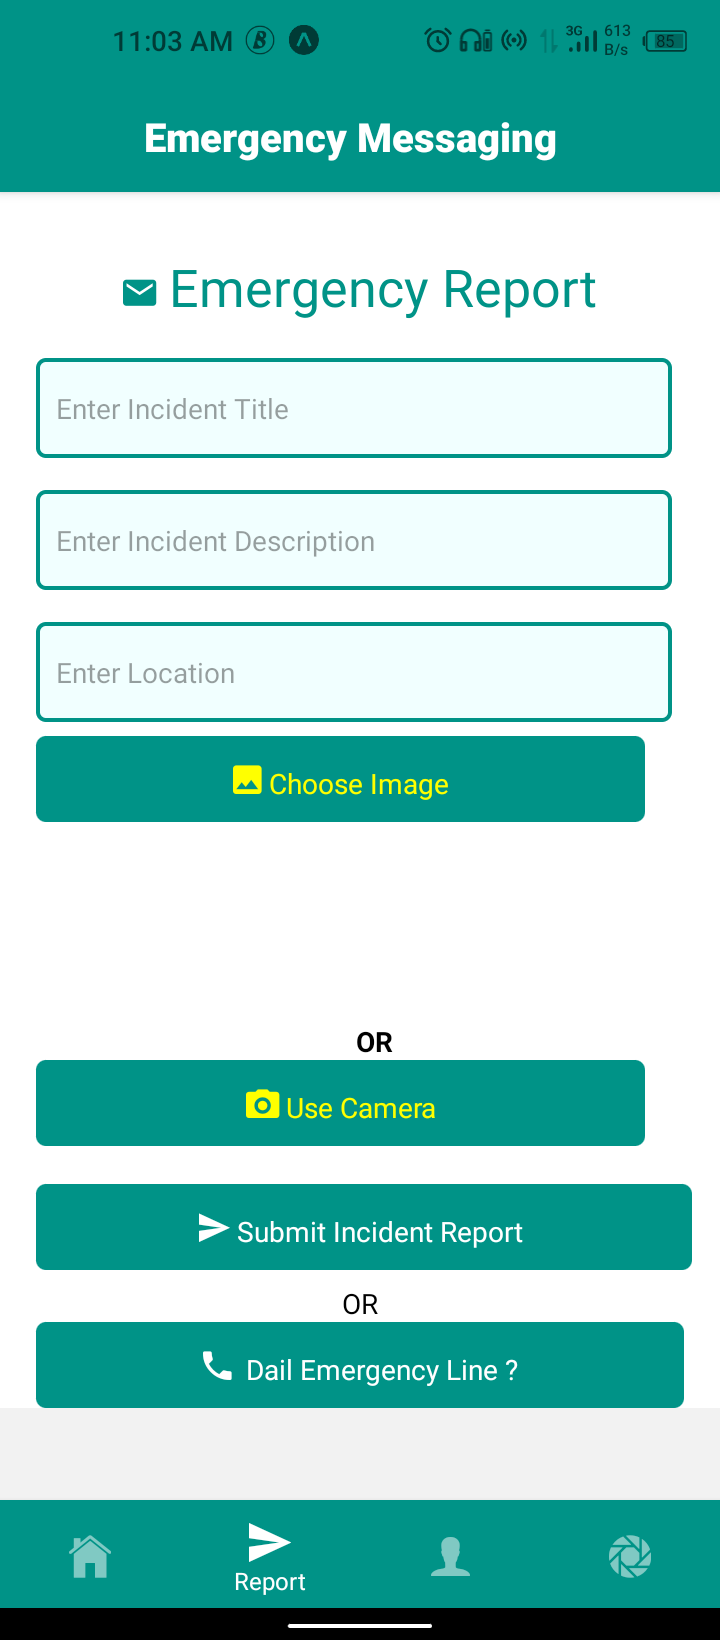 11:03 AM
3G 613 B/s 85
Emergency Messaging
Emergency Report
Enter Incident Title
Enter Incident Description
Enter Location
Choose Image
OR
Use Camera
Submit Incident Report
OR
Dail Emergency Line ?
Report